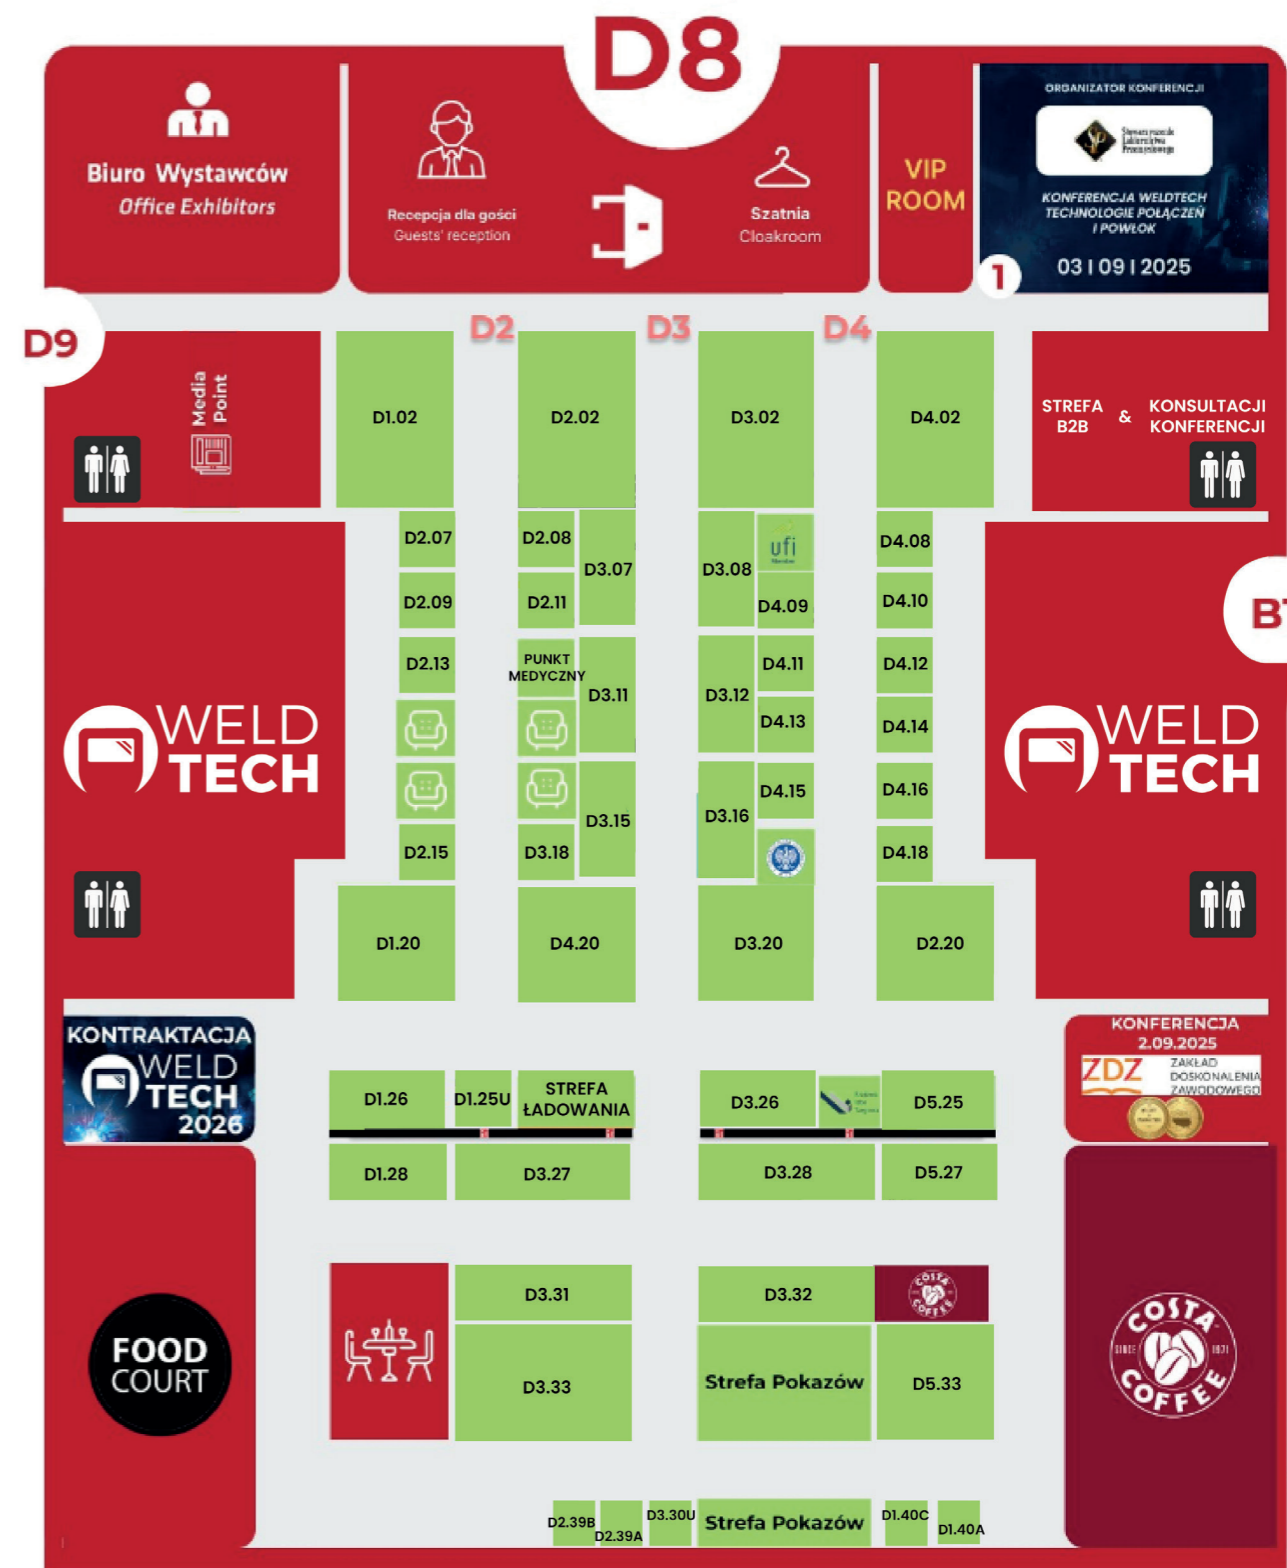 D8
Biuro Wystawców
Office Exhibitors
Recepcja dla gości
Guests' reception
Szatnia
Cloakroom
VIP
ROOM
ORGANIZATOR KONFERENCJI
SP
Stowarzyszenie
Lakiernictwa
Przemysłowego
KONFERENCJA WELDTECH
TECHNOLOGIE POŁĄCZEŃ
I POWŁOK
03 | 09 | 2025
1
D9
D2
D3
D4
Media
Point
D1.02
D2.02
D3.02
D4.02
STREFA
B2B
&
KONSULTACJI
KONFERENCJI
D2.07
D2.08
D3.07
D3.08
ufi
Member
D4.08
D2.09
D2.11
D4.09
D4.10
D2.13
PUNKT
MEDYCZNY
D3.11
D3.12
D4.11
D4.12
D4.13
D4.14
WELD
TECH
WELD
TECH
D3.15
D3.16
D4.15
D4.16
D2.15
D3.18
D4.18
D1.20
D4.20
D3.20
D2.20
KONTRAKTACJA
WELD
TECH
2026
KONFERENCJA
2.09.2025
ZDZ
ZAKŁAD
DOSKONALENIA
ZAWODOWEGO
D1.26
D1.25U
STREFA
ŁADOWANIA
D3.26
D5.25
D1.28
D3.27
D3.28
D5.27
D3.31
D3.32
COSTA
COFFEE
FOOD
COURT
D3.33
Strefa Pokazów
D5.33
COSTA
SINCE 1971
COFFEE
D2.39B
D2.39A
D3.30U
Strefa Pokazów
D1.40C
D1.40A